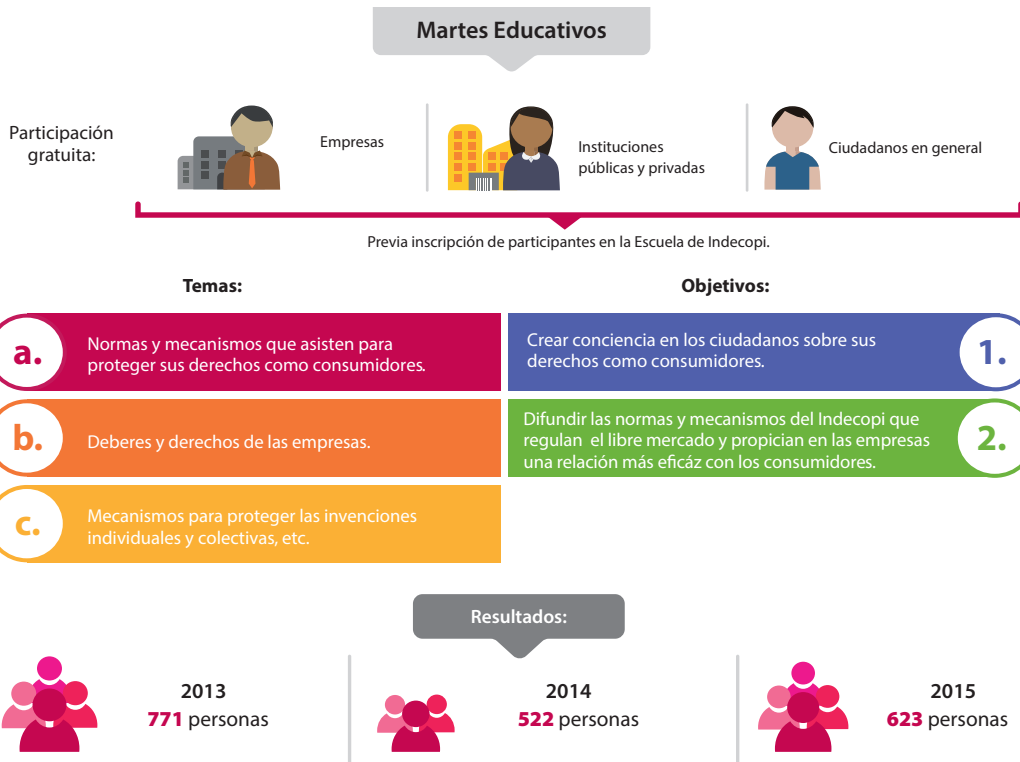 Martes Educativos
Participación
gratuita:
Empresas
Instituciones
públicas y privadas
Ciudadanos en general
Previa inscripción de participantes en la Escuela de Indecopi.
Temas:
a.
Normas y mecanismos que asisten para
proteger sus derechos como consumidores.
b.
Deberes y derechos de las empresas.
c.
Mecanismos para proteger las invenciones
individuales y colectivas, etc.
Objetivos:
Crear conciencia en los ciudadanos sobre sus
derechos como consumidores.
1.
Difundir las normas y mecanismos del Indecopi que
regulan el libre mercado y propician en las empresas
una relación más eficáz con los consumidores.
2.
Resultados:
2013
771 personas
2014
522 personas
2015
623 personas